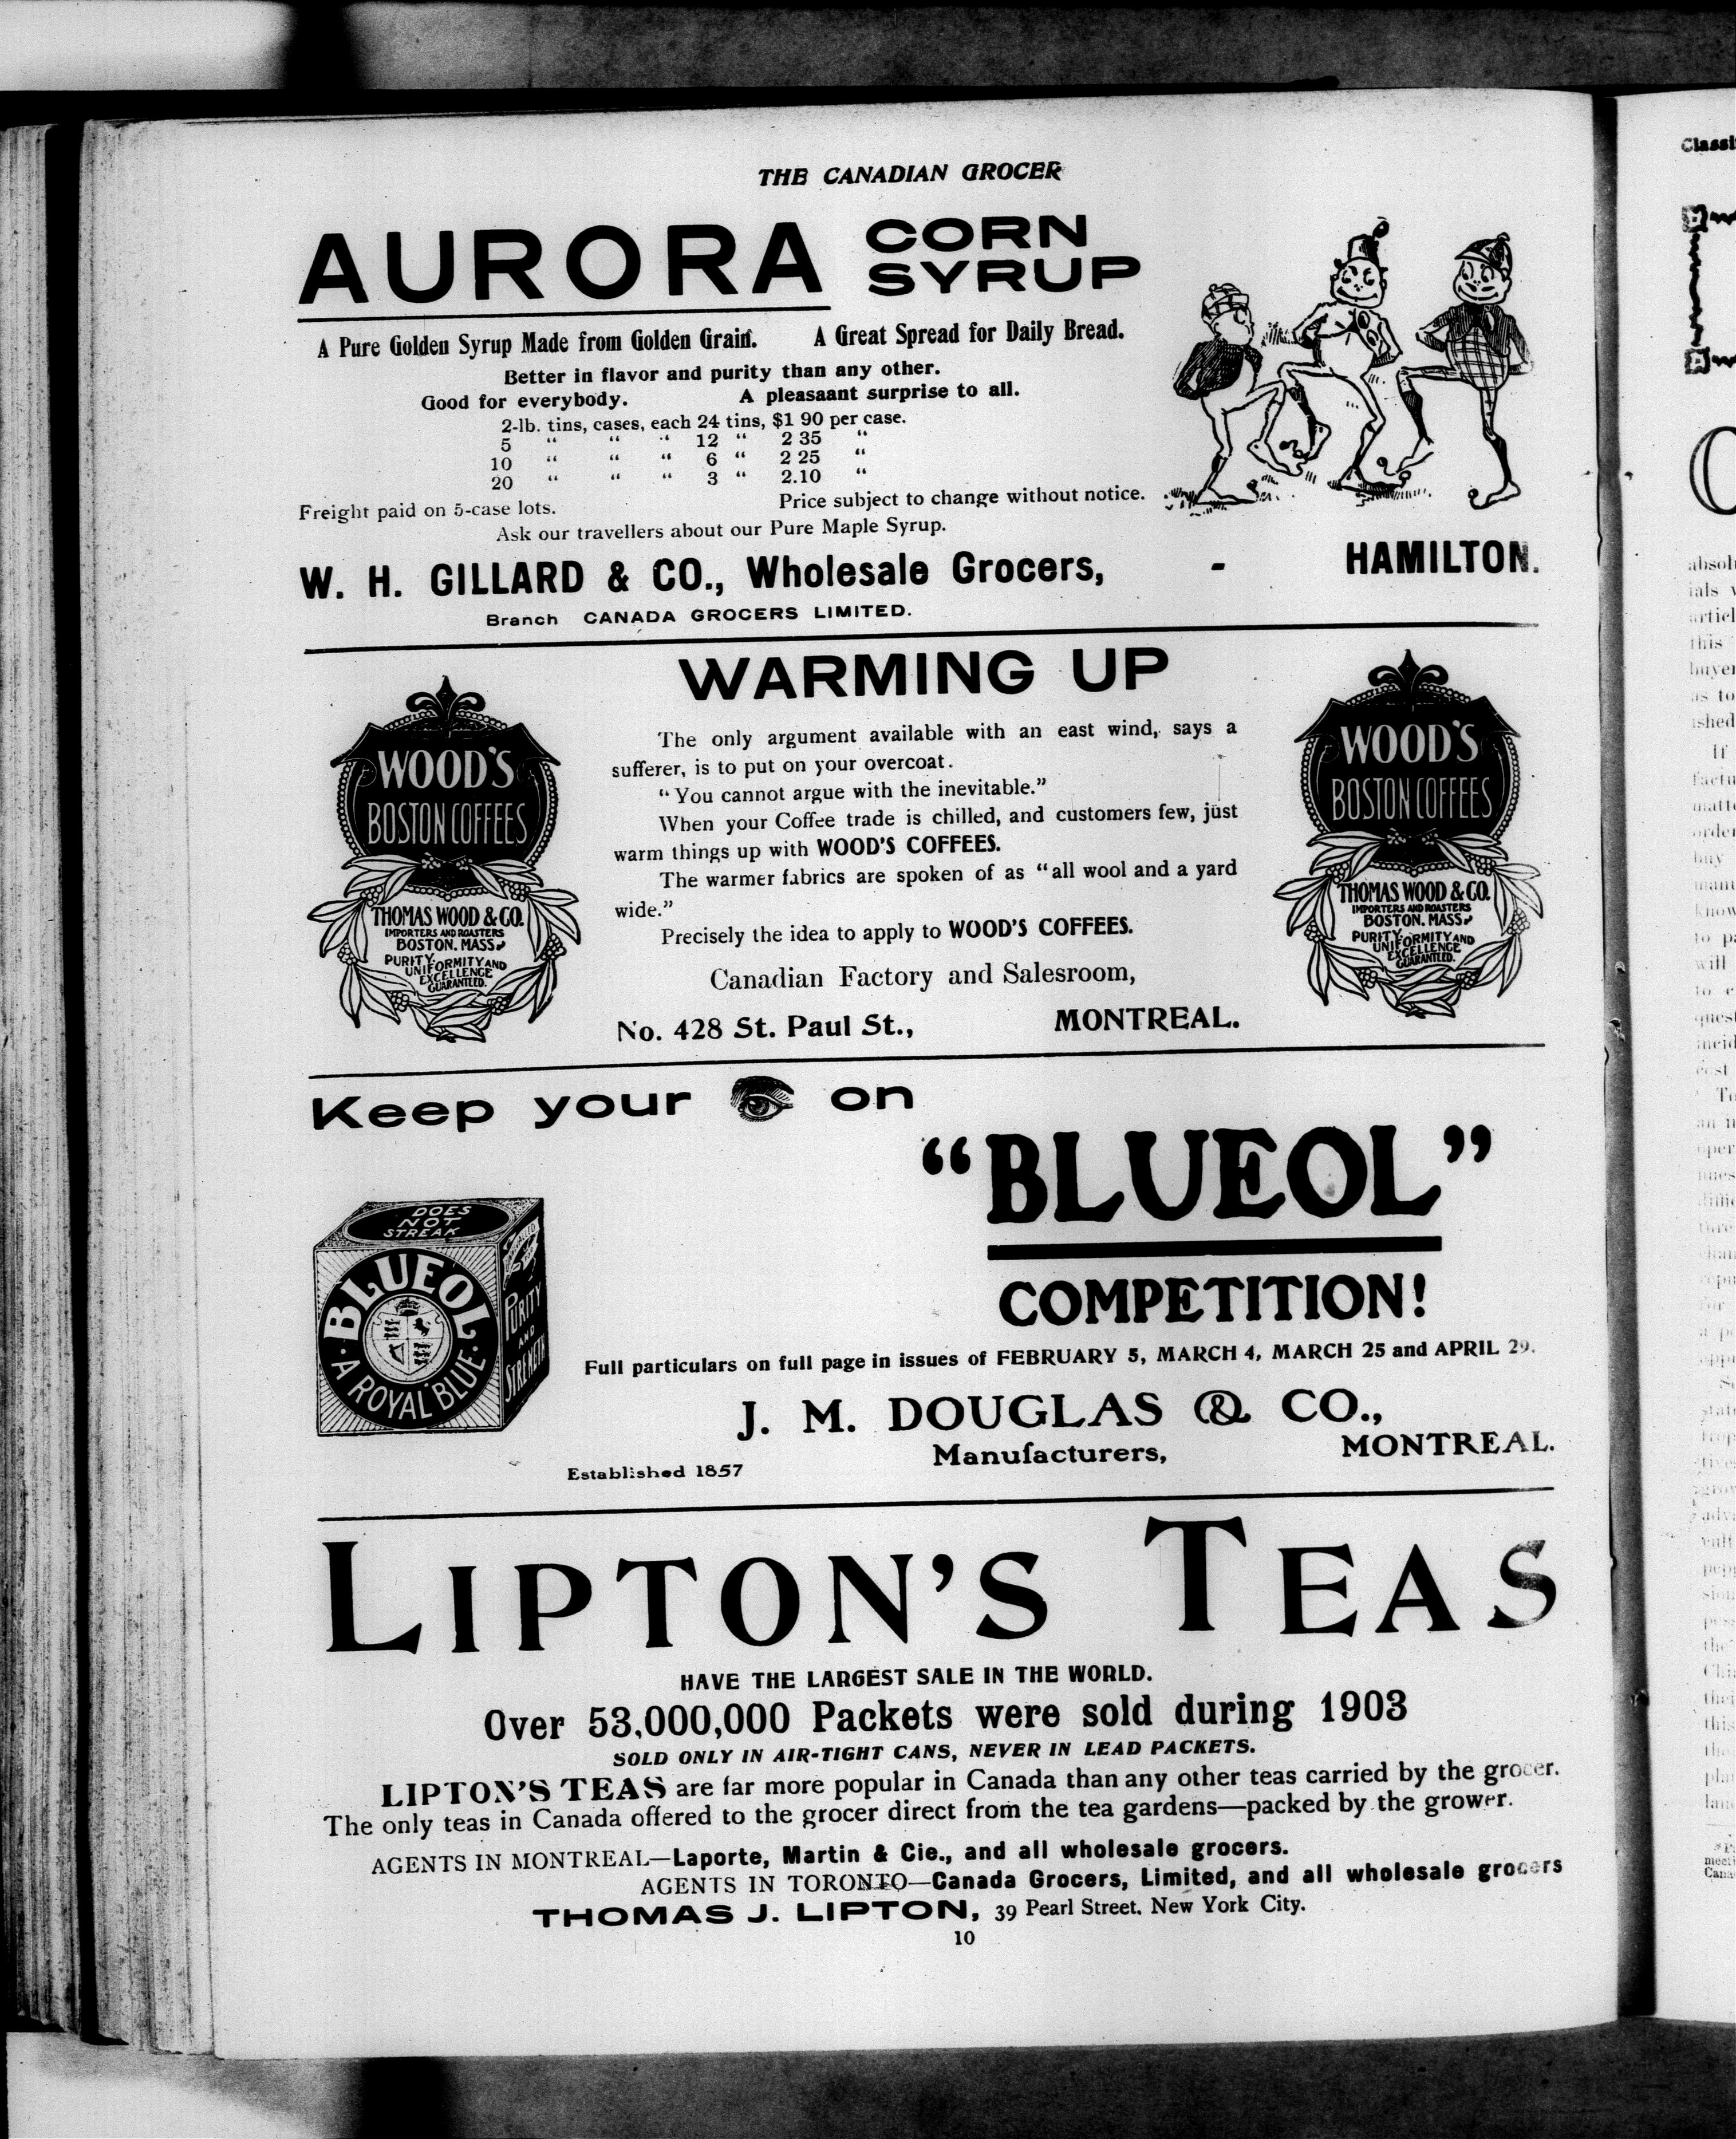 THE CANADIAN GROCER
AURORA CORN SYRUP
A Pure Golden Syrup Made from Golden Grain. A Great Spread for Daily Bread.
Better in flavor and purity than any other.
Good for everybody. A pleasaant surprise to all.
2-lb. tins, cases, each 24 tins, $1 90 per case.
5 “ “ “ 12 “ 2 35 “
10 “ “ “ 6 “ 2 25 “
20 “ “ “ 3 “ 2.10 “
Freight paid on 5-case lots. Price subject to change without notice.
Ask our travellers about our Pure Maple Syrup.
W. H. GILLARD & CO., Wholesale Grocers, - HAMILTON.
Branch CANADA GROCERS LIMITED.
WARMING UP
WOOD'S
BOSTON COFFEES
THOMAS WOOD & CO.
IMPORTERS AND ROASTERS
BOSTON, MASS.
PURITY,
UNIFORMITY AND
EXCELLENCE
GUARANTEED.
The only argument available with an east wind, says a
sufferer, is to put on your overcoat.
“You cannot argue with the inevitable.”
When your Coffee trade is chilled, and customers few, just
warm things up with WOOD'S COFFEES.
The warmer fabrics are spoken of as “all wool and a yard
wide.”
Precisely the idea to apply to WOOD'S COFFEES.
Canadian Factory and Salesroom,
No. 428 St. Paul St., MONTREAL.
WOOD'S
BOSTON COFFEES
THOMAS WOOD & CO.
IMPORTERS AND ROASTERS
BOSTON, MASS.
PURITY,
UNIFORMITY AND
EXCELLENCE
GUARANTEED.
Keep your on
“BLUEOL”
DOES
NOT
STREAK
BLUEOL
A ROYAL BLUE
PURITY
AND
STRENGTH
COMPETITION!
Full particulars on full page in issues of FEBRUARY 5, MARCH 4, MARCH 25 and APRIL 29.
J. M. DOUGLAS & CO.,
Manufacturers, MONTREAL.
Established 1857
LIPTON'S TEAS
HAVE THE LARGEST SALE IN THE WORLD.
Over 53,000,000 Packets were sold during 1903
SOLD ONLY IN AIR-TIGHT CANS, NEVER IN LEAD PACKETS.
LIPTON'S TEAS are far more popular in Canada than any other teas carried by the grocer.
The only teas in Canada offered to the grocer direct from the tea gardens—packed by the grower.
AGENTS IN MONTREAL—Laporte, Martin & Cie., and all wholesale grocers.
AGENTS IN TORONTO—Canada Grocers, Limited, and all wholesale grocers
THOMAS J. LIPTON, 39 Pearl Street, New York City.
10